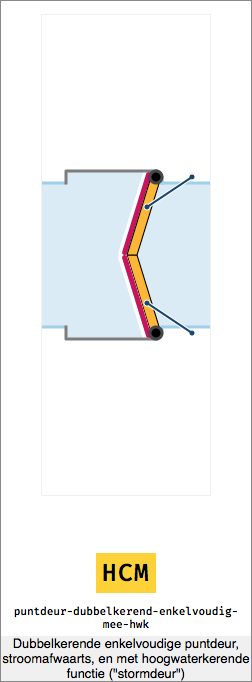 HCM
puntdeur-dubbelkerend-enkelvoudig-
mee-hwk
Dubbelkerende enkelvoudige puntdeur,
stroomafwaarts, en met hoogwaterkerende
functie ("stormdeur")